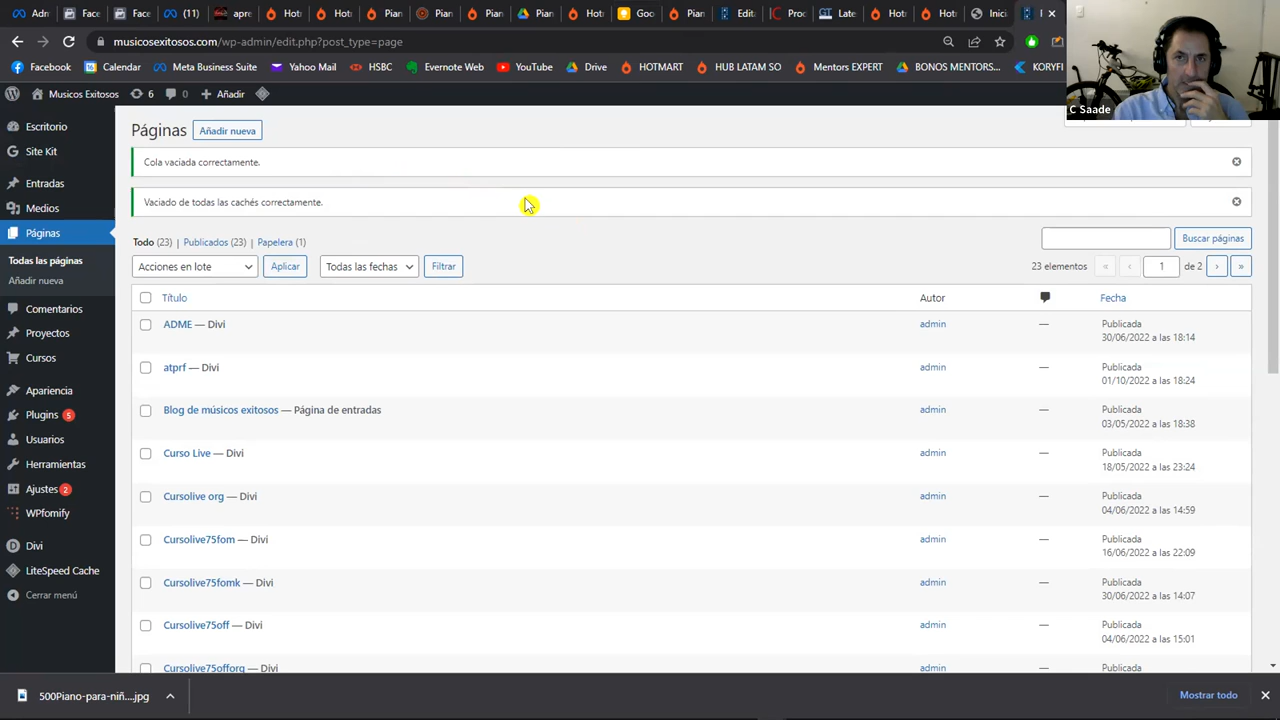 Adn
Face
Face
(11)
apre
Hot
Hot
Pian
Pian
Pian
Pian
Hot
Goo
Pian
Edit
Proc
Late
Hot
Hot
Inici
musicosexitosos.com/wp-admin/edit.php?post_type=page
Facebook Calendar Meta Business Suite Yahoo Mail HSBC Evernote Web YouTube Drive HOTMART HUB LATAM SO Mentors EXPERT BONOS MENTORS... KORYFI
C Saade
Músicos Exitosos 6 0 Añadir
Escritorio
Site Kit
Entradas
Medios
Páginas
Todas las páginas
Añadir nueva
Comentarios
Proyectos
Cursos
Apariencia
Plugins 5
Usuarios
Herramientas
Ajustes 2
WPfomify
Divi
LiteSpeed Cache
Cerrar menú
Páginas Añadir nueva
Cola vaciada correctamente.
Vaciado de todas las cachés correctamente.
Todo (23) | Publicados (23) | Papelera (1)
Buscar páginas
Acciones en lote Aplicar Todas las fechas Filtrar 23 elementos « ‹ 1 de 2 › »
Título Autor Fecha
ADME — Divi admin — Publicada
30/06/2022 a las 18:14
atprf — Divi admin — Publicada
01/10/2022 a las 18:24
Blog de músicos exitosos — Página de entradas admin — Publicada
03/05/2022 a las 18:38
Curso Live — Divi admin — Publicada
18/05/2022 a las 23:24
Cursolive org — Divi admin — Publicada
04/06/2022 a las 14:59
Cursolive75fom — Divi admin — Publicada
16/06/2022 a las 22:09
Cursolive75fomk — Divi admin — Publicada
30/06/2022 a las 14:07
Cursolive75off — Divi admin — Publicada
04/06/2022 a las 15:01
Cursolive75offorg — Divi admin — Publicada
500Piano-para-niñ....jpg
Mostrar todo